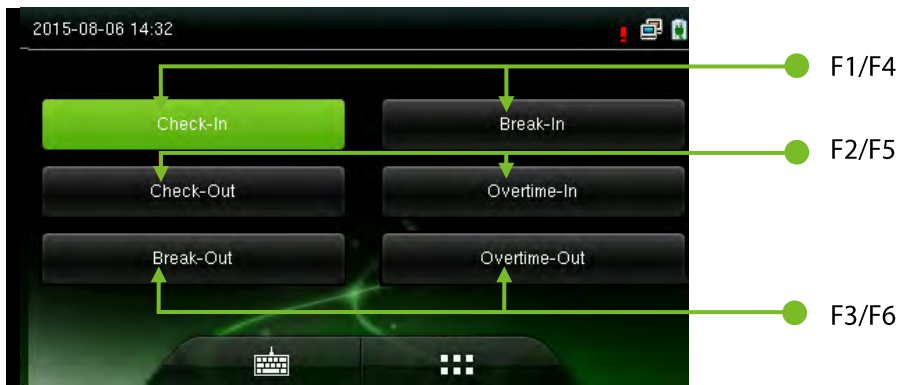 2015-08-06 14:32
F1/F4
Check-In
Break-In
F2/F5
Check-Out
Overtime-In
Break-Out
Overtime-Out
F3/F6